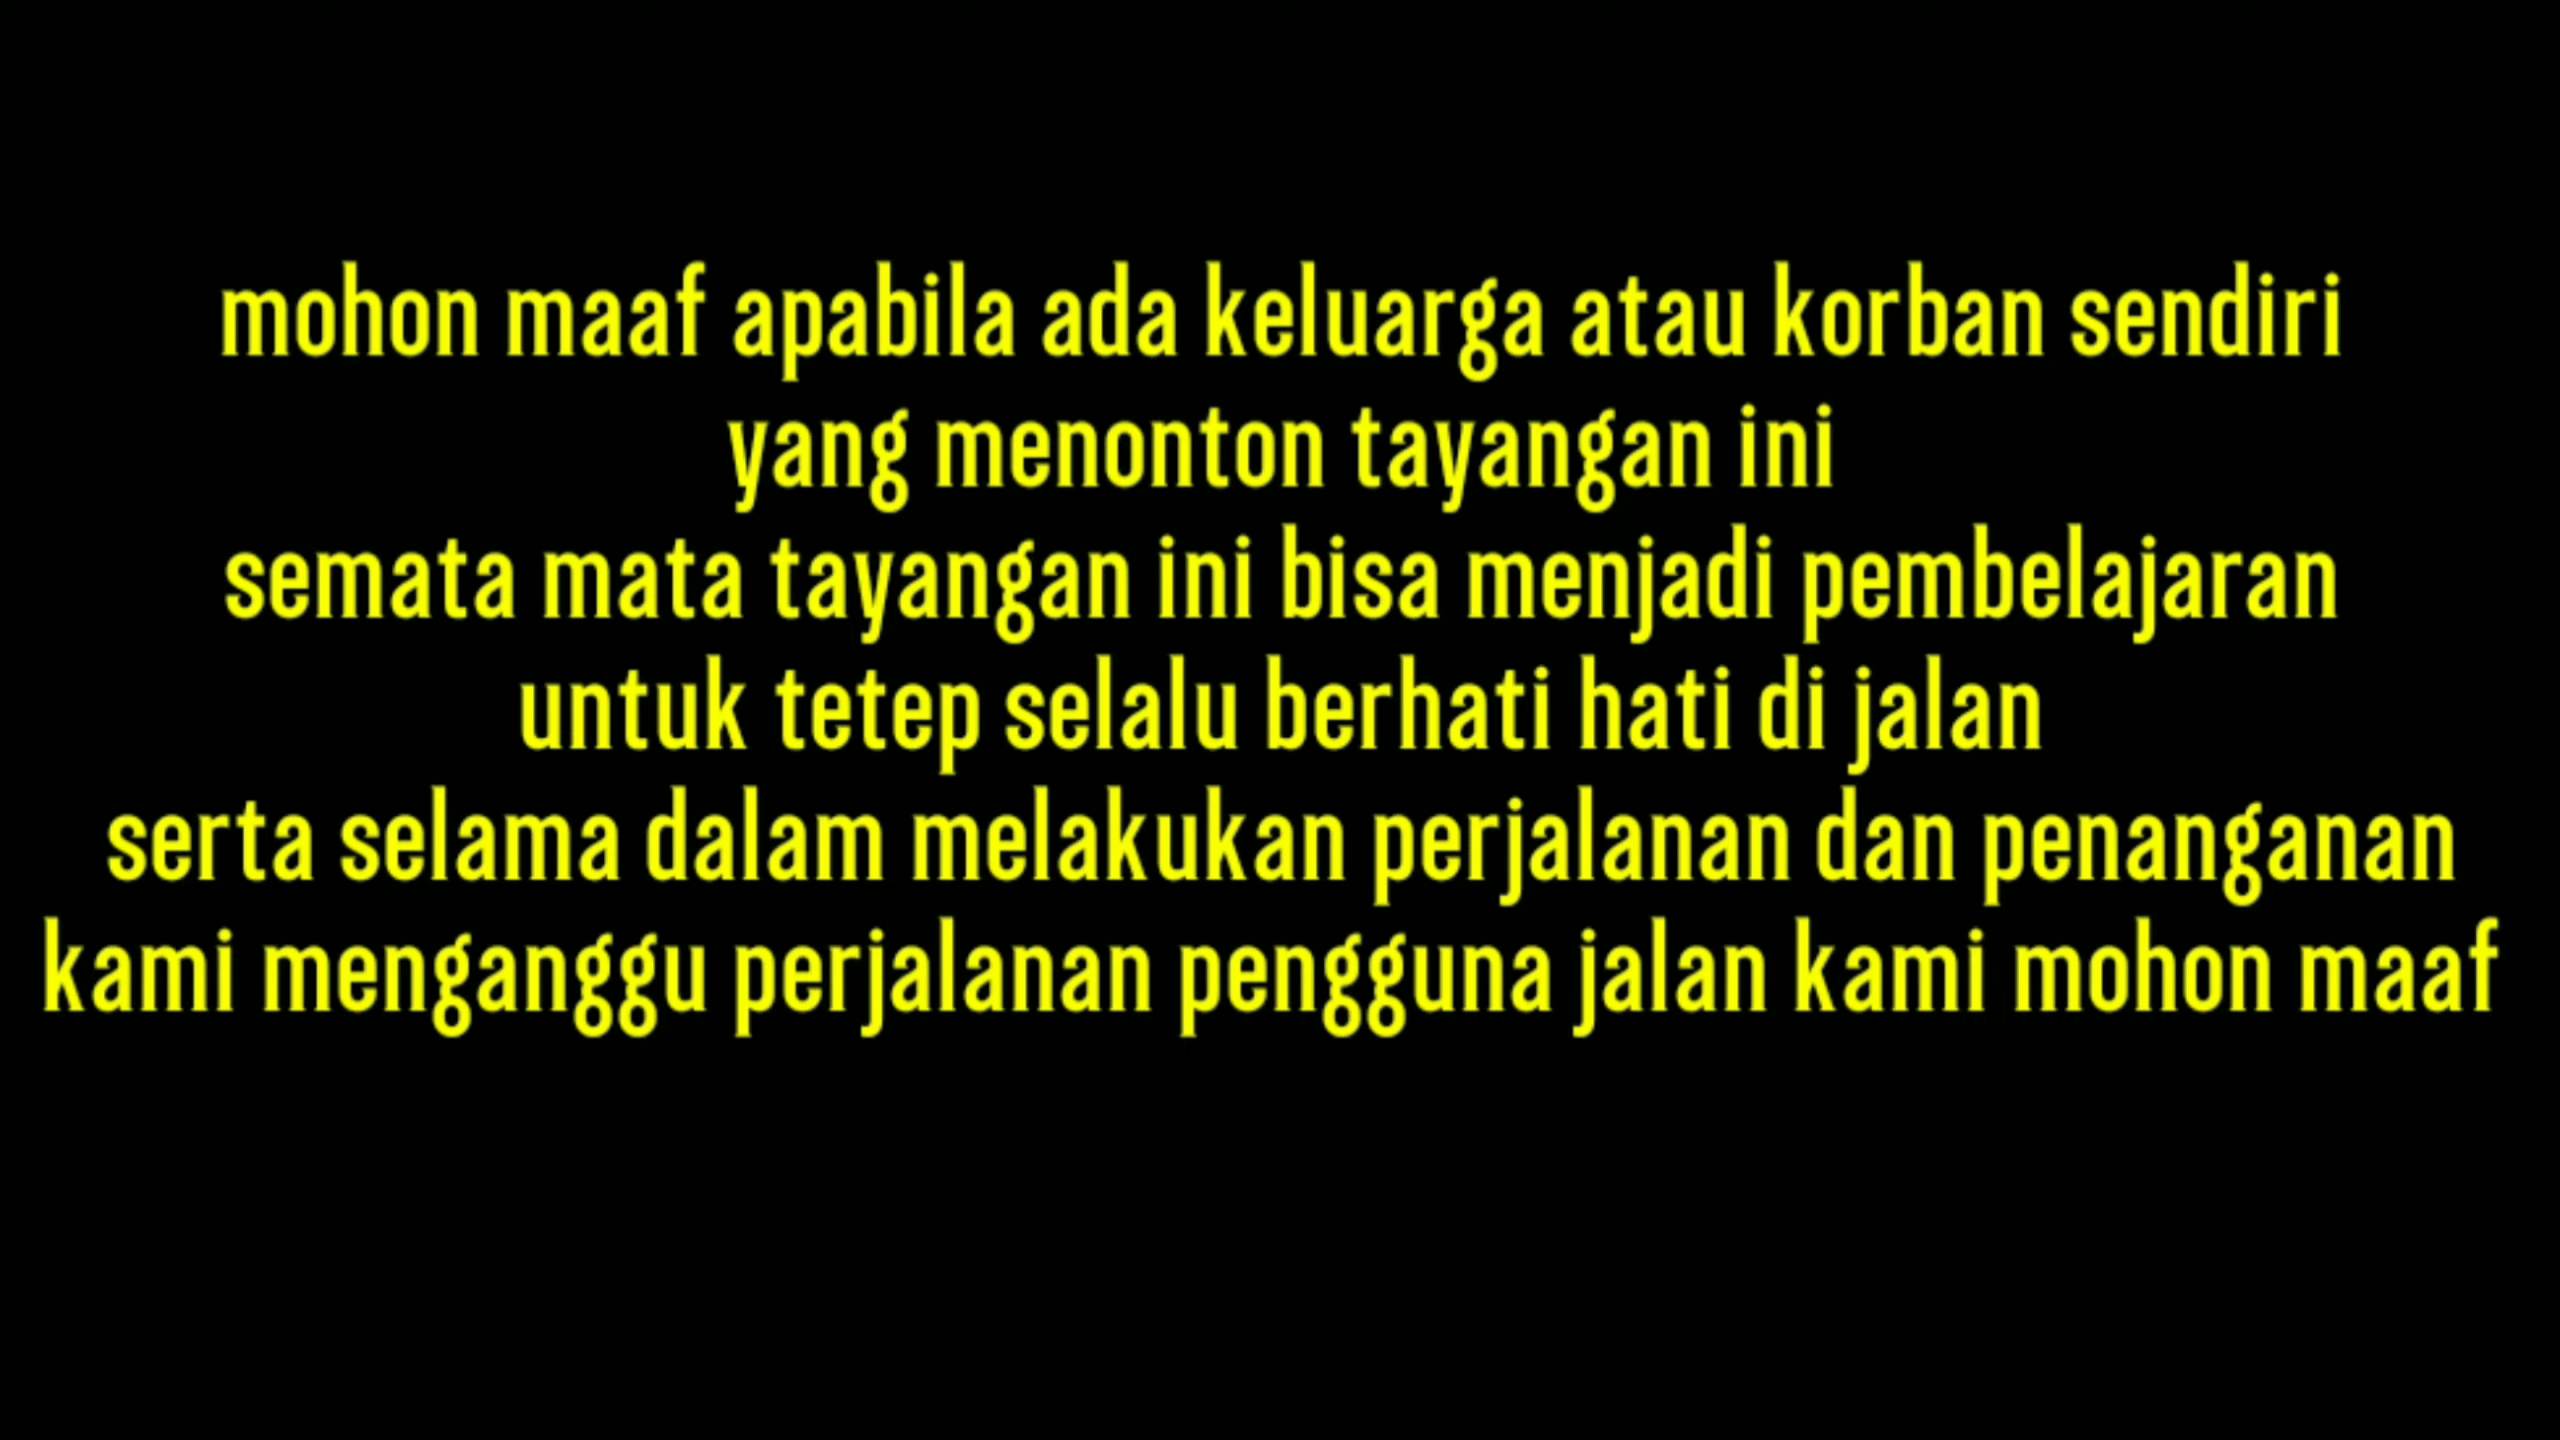 mohon maaf apabila ada keluarga atau korban sendiri
yang menonton tayangan ini
semata mata tayangan ini bisa menjadi pembelajaran
untuk tetep selalu berhati hati di jalan
serta selama dalam melakukan perjalanan dan penanganan
kami menganggu perjalanan pengguna jalan kami mohon maaf